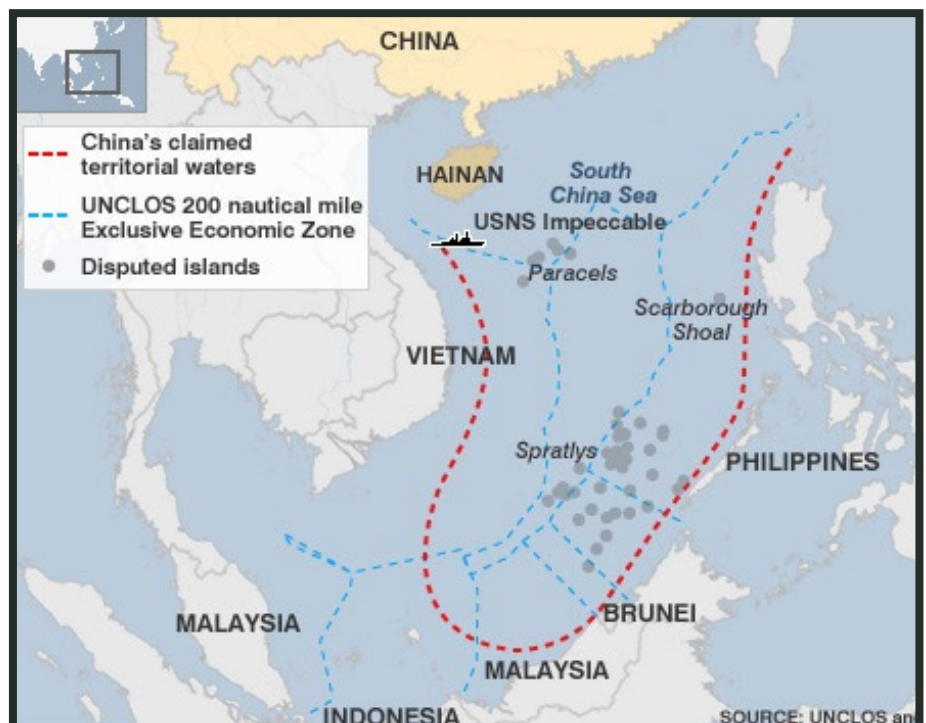 CHINA
China's claimed
territorial waters
UNCLOS 200 nautical mile
Exclusive Economic Zone
Disputed islands
HAINAN
South
China Sea
USNS Impeccable
Paracels
Scarborough
Shoal
VIETNAM
Spratlys
PHILIPPINES
MALAYSIA
BRUNEI
MALAYSIA
INDONESIA
SOURCE: UNCLOS and